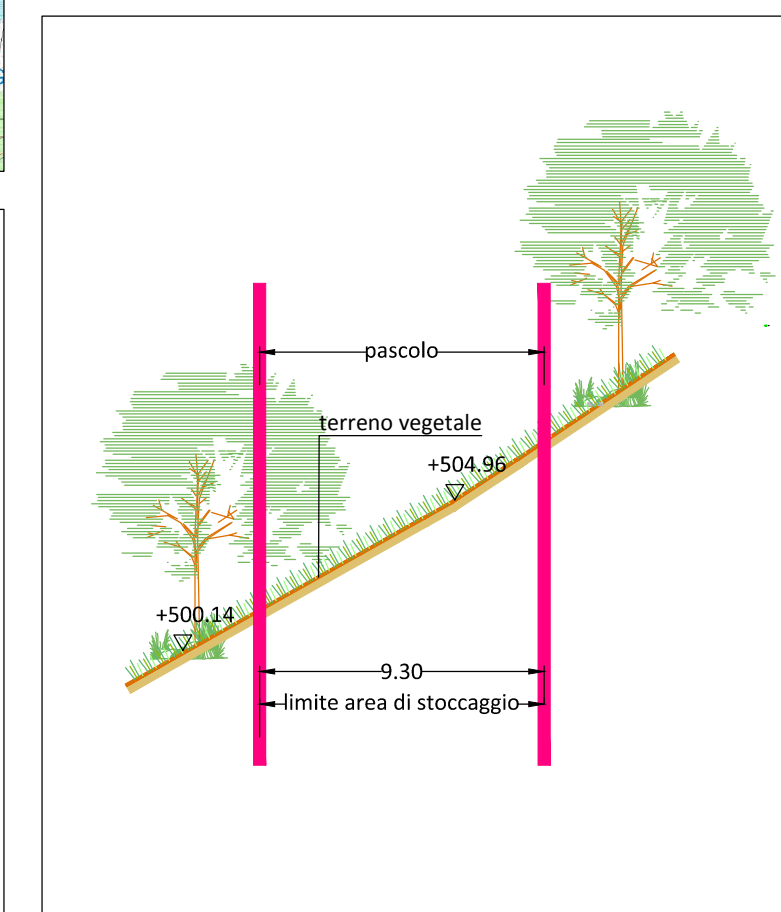 pascolo
terreno vegetale
+504.96
+500.14
9.30
limite area di stoccaggio